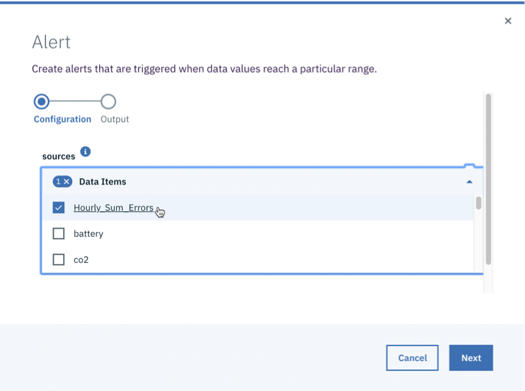 Alert
Create alerts that are triggered when data values reach a particular range.
Configuration Output
sources
1 × Data Items
Hourly_Sum_Errors
battery
co2
Cancel Next